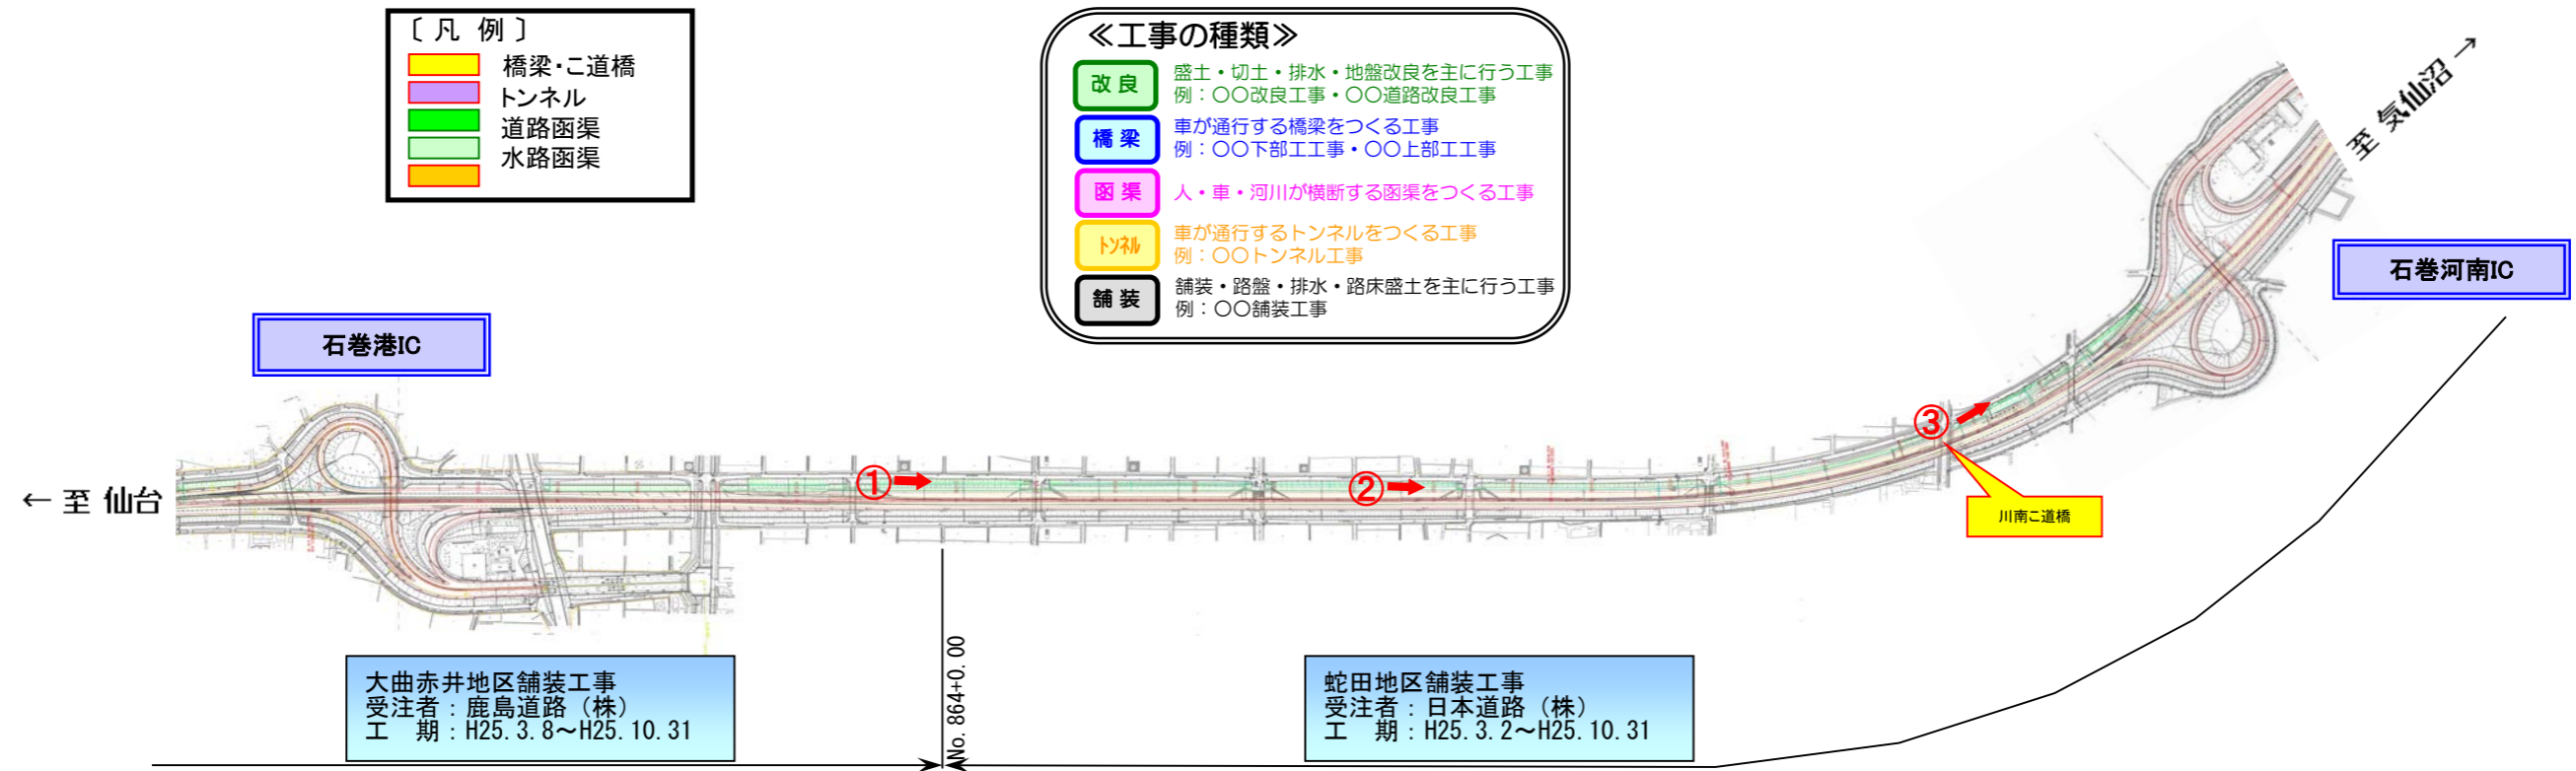 〔 凡 例 〕
橋梁・こ道橋
トンネル
道路函渠
水路函渠
≪工事の種類≫
改 良
盛土・切土・排水・地盤改良を主に行う工事
例：〇〇改良工事・〇〇道路改良工事
橋 梁
車が通行する橋梁をつくる工事
例：〇〇下部工工事・〇〇上部工工事
函 渠
人・車・河川が横断する函渠をつくる工事
トンネル
車が通行するトンネルをつくる工事
例：〇〇トンネル工事
舗 装
舗装・路盤・排水・路床盛土を主に行う工事
例：〇〇舗装工事
至 気仙沼 →
石巻河南IC
石巻港IC
← 至 仙台
①
②
③
川南こ道橋
No. 864+0. 00
大曲赤井地区舗装工事
受注者：鹿島道路（株）
工　期：H25. 3. 8～H25. 10. 31
蛇田地区舗装工事
受注者：日本道路（株）
工　期：H25. 3. 2～H25. 10. 31